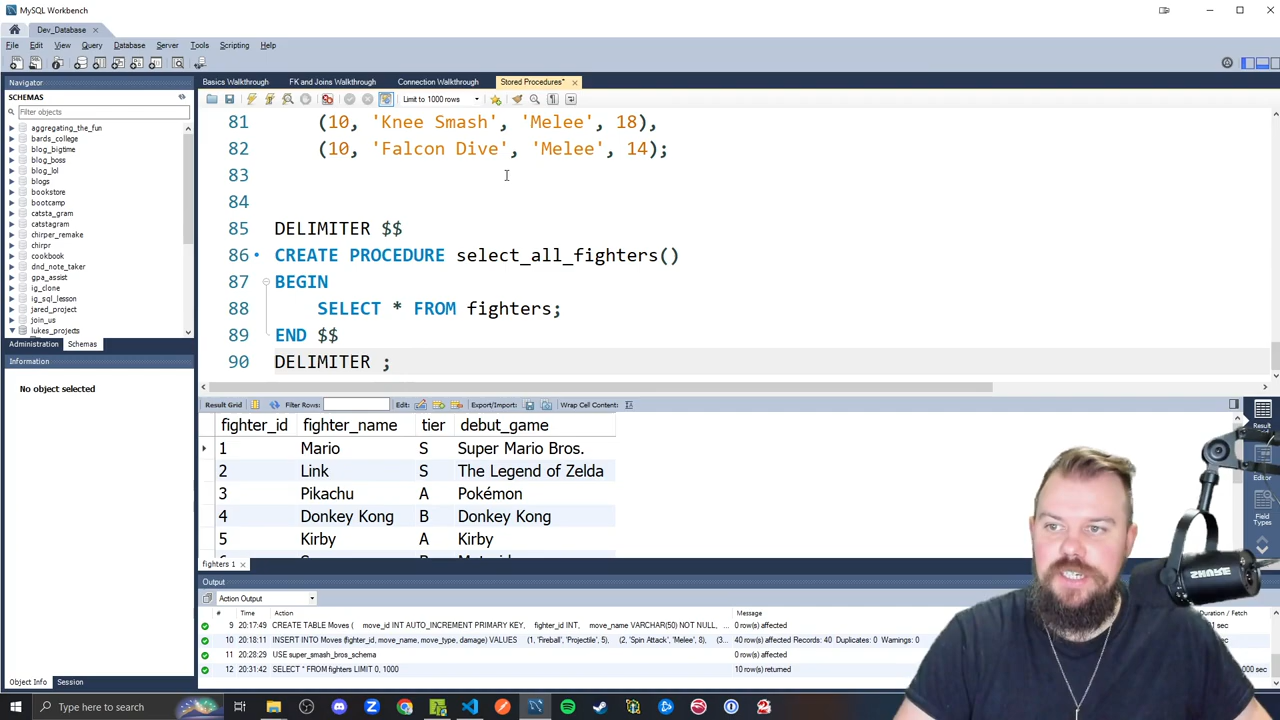 MySQL Workbench
Dev_Database
File Edit View Query Database Server Tools Scripting Help
Navigator
SCHEMAS
Filter objects
aggregating_the_fun
bards_college
blog_bigtime
blog_boss
blog_lol
blogs
bookstore
bootcamp
catsta_gram
catstagram
chirper_remake
chirpr
cookbook
dnd_note_taker
gpa_assist
ig_clone
ig_sql_lesson
jared_project
join_us
lukes_projects
Administration Schemas
Information
No object selected
Object Info Session
Basics Walkthrough FK and Joins Walkthrough Connection Walkthrough Stored Procedures*
Limit to 1000 rows
81 (10, 'Knee Smash', 'Melee', 18),
82 (10, 'Falcon Dive', 'Melee', 14);
83
84
85 DELIMITER $$
86 CREATE PROCEDURE select_all_fighters()
87 BEGIN
88 SELECT * FROM fighters;
89 END $$
90 DELIMITER ;
Result Grid Filter Rows: Edit: Export/Import: Wrap Cell Content:
fighter_id fighter_name tier debut_game
1 Mario S Super Mario Bros.
2 Link S The Legend of Zelda
3 Pikachu A Pokémon
4 Donkey Kong B Donkey Kong
5 Kirby A Kirby
Result
Editor
Field Types
fighters 1
Output
Action Output
# Time Action Message Duration / Fetch
9 20:17:49 CREATE TABLE Moves ( move_id INT AUTO_INCREMENT PRIMARY KEY, fighter_id INT, move_name VARCHAR(50) NOT NULL, ... 0 row(s) affected
10 20:18:11 INSERT INTO Moves (fighter_id, move_name, move_type, damage) VALUES (1, 'Fireball', 'Projectile', 5), (2, 'Spin Attack', 'Melee', 8), (3... 40 row(s) affected Records: 40 Duplicates: 0 Warnings: 0
11 20:28:29 USE super_smash_bros_schema 0 row(s) affected
12 20:31:42 SELECT * FROM fighters LIMIT 0, 1000 10 row(s) returned
Type here to search
SHURE